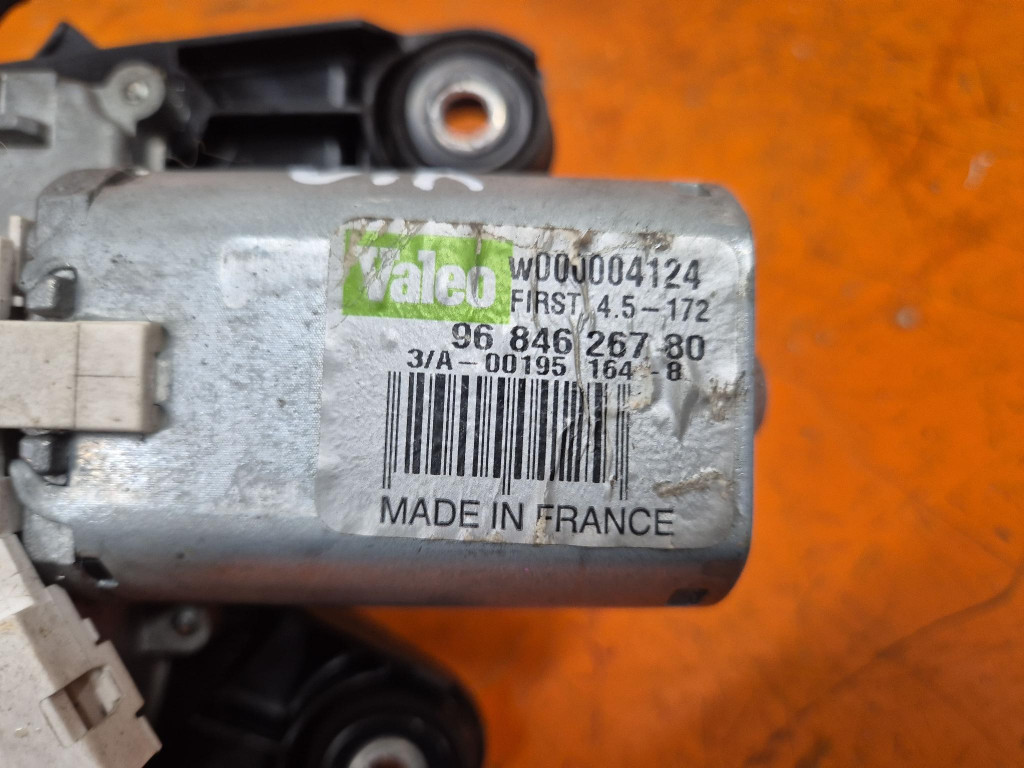 Valeo
W000004124
FIRST 4.5-172
96 846 267 80
3/A-00195 164-8
MADE IN FRANCE